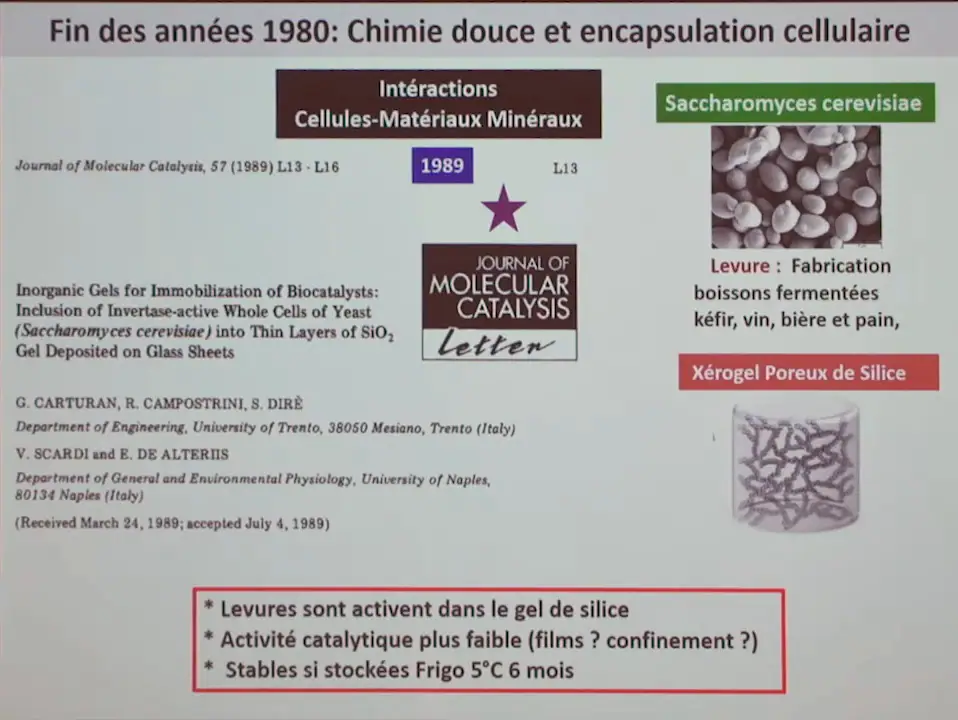 Fin des années 1980: Chimie douce et encapsulation cellulaire
Intéractions
Cellules-Matériaux Minéraux
Saccharomyces cerevisiae
Journal of Molecular Catalysis, 57 (1989) L13 - L16
1989
L13
JOURNAL OF
MOLECULAR
CATALYSIS
Letter
Levure : Fabrication
boissons fermentées
kéfir, vin, bière et pain,
Inorganic Gels for Immobilization of Biocatalysts:
Inclusion of Invertase-active Whole Cells of Yeast
(Saccharomyces cerevisiae) into Thin Layers of SiO₂
Gel Deposited on Glass Sheets
Xérogel Poreux de Silice
G. CARTURAN, R. CAMPOSTRINI, S. DIRÈ
Department of Engineering, University of Trento, 38050 Mesiano, Trento (Italy)
V. SCARDI and E. DE ALTERIIS
Department of General and Environmental Physiology, University of Naples,
80134 Naples (Italy)
(Received March 24, 1989; accepted July 4, 1989)
* Levures sont activent dans le gel de silice
* Activité catalytique plus faible (films ? confinement ?)
* Stables si stockées Frigo 5°C 6 mois